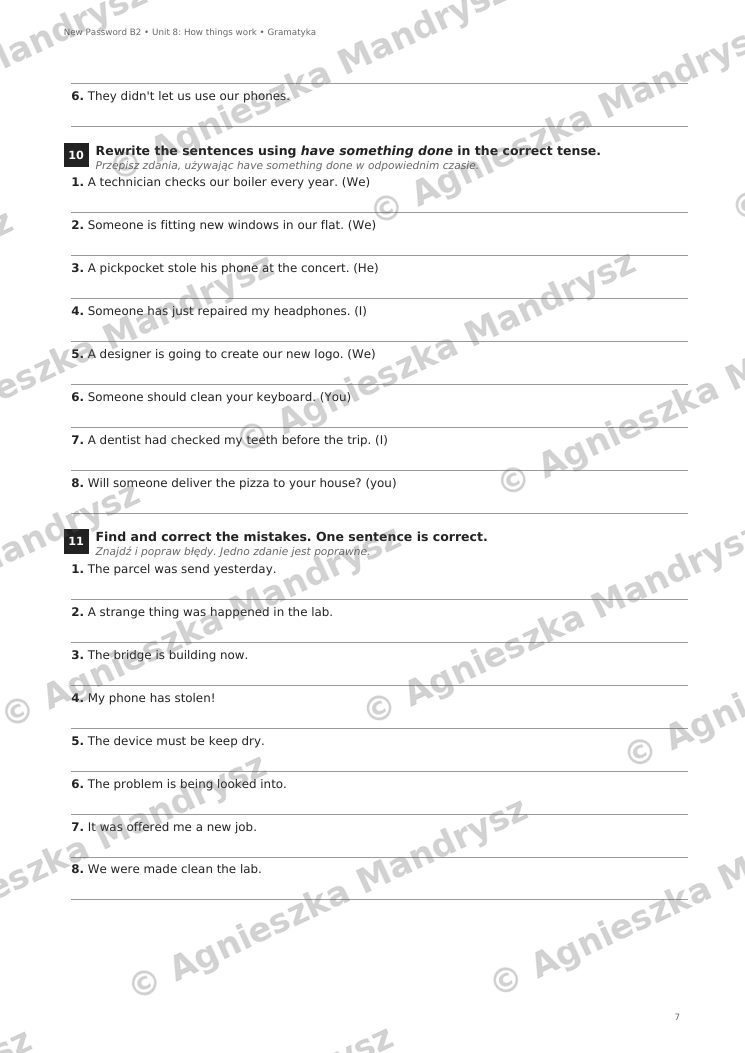 New Password B2 • Unit 8: How things work • Gramatyka
6. They didn't let us use our phones.
10 Rewrite the sentences using have something done in the correct tense.
Przepisz zdania, używając have something done w odpowiednim czasie.
1. A technician checks our boiler every year. (We)
2. Someone is fitting new windows in our flat. (We)
3. A pickpocket stole his phone at the concert. (He)
4. Someone has just repaired my headphones. (I)
5. A designer is going to create our new logo. (We)
6. Someone should clean your keyboard. (You)
7. A dentist had checked my teeth before the trip. (I)
8. Will someone deliver the pizza to your house? (you)
11 Find and correct the mistakes. One sentence is correct.
Znajdź i popraw błędy. Jedno zdanie jest poprawne.
1. The parcel was send yesterday.
2. A strange thing was happened in the lab.
3. The bridge is building now.
4. My phone has stolen!
5. The device must be keep dry.
6. The problem is being looked into.
7. It was offered me a new job.
8. We were made clean the lab.
7
© Agnieszka Mandrysz